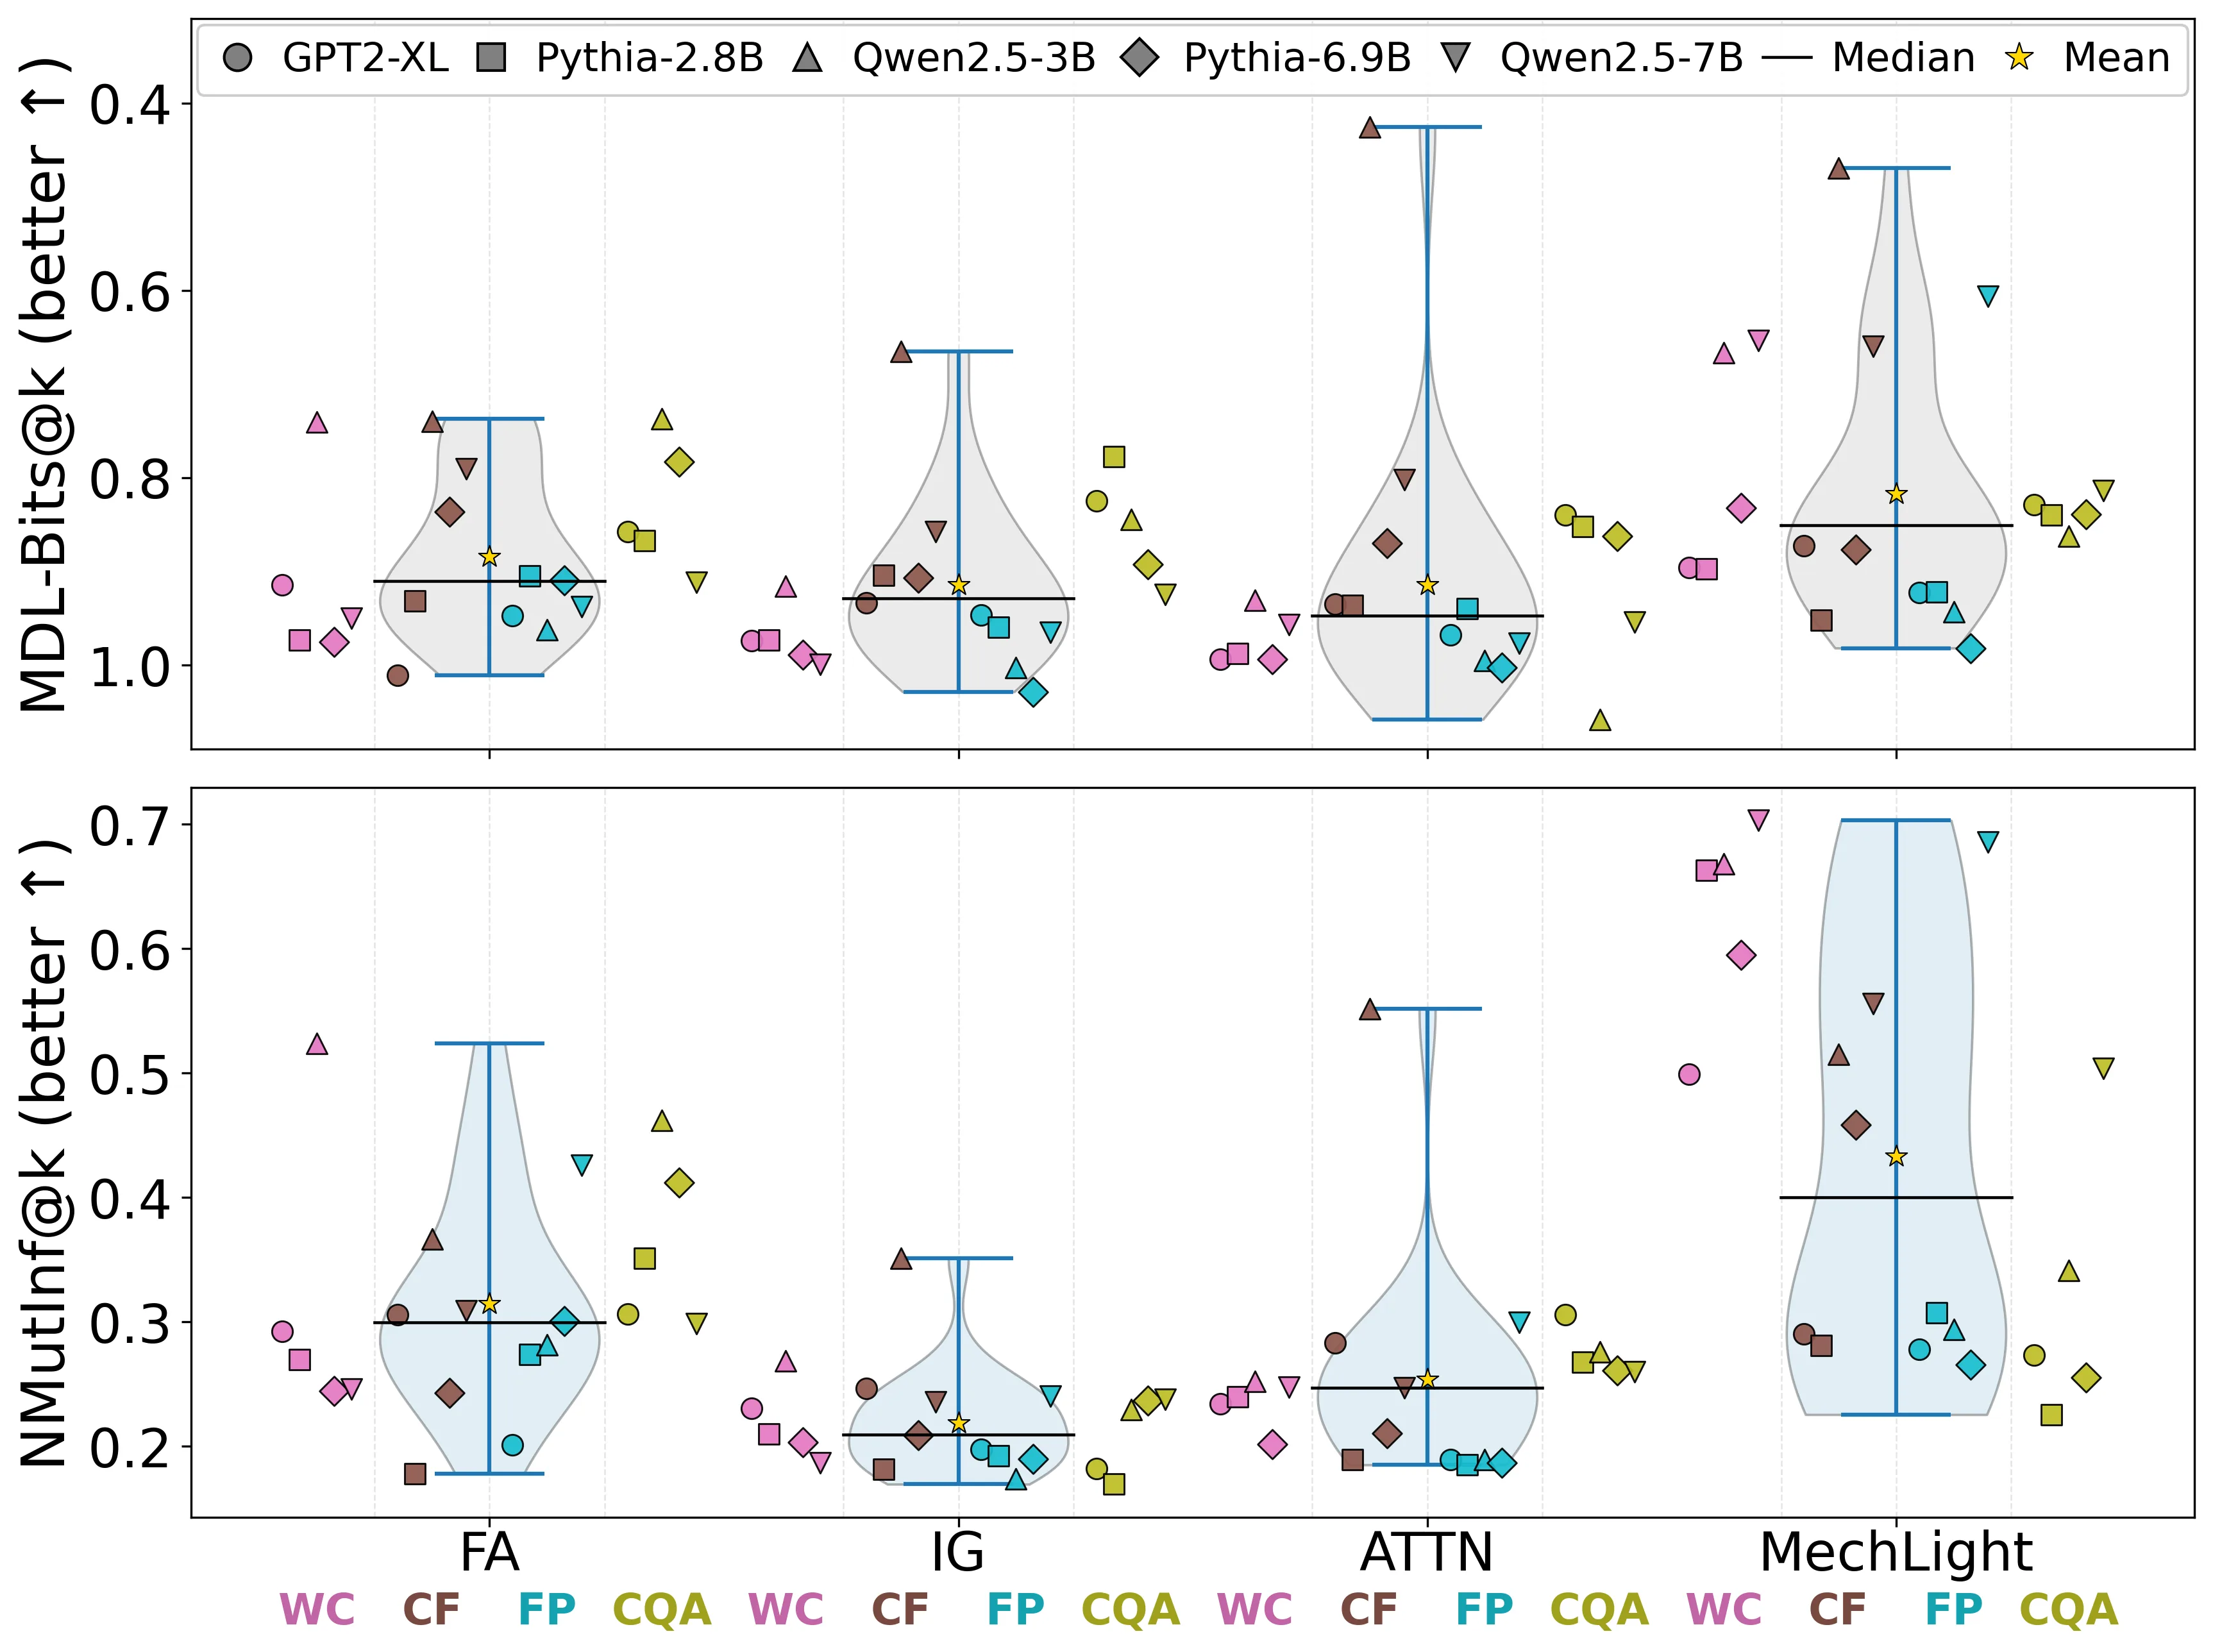 GPT2-XL Pythia-2.8B Qwen2.5-3B Pythia-6.9B Qwen2.5-7B Median Mean
MDL-Bits@k (better ↑)
0.4
0.6
0.8
1.0
NMutInf@k (better ↑)
0.7
0.6
0.5
0.4
0.3
0.2
FA IG ATTN MechLight
WC CF FP CQA WC CF FP CQA WC CF FP CQA WC CF FP CQA